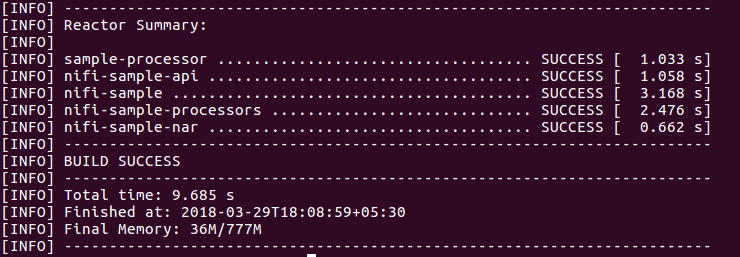 [INFO] ------------------------------------------------------------------------
[INFO] Reactor Summary:
[INFO]
[INFO] sample-processor ................................... SUCCESS [  1.033 s]
[INFO] nifi-sample-api .................................... SUCCESS [  1.058 s]
[INFO] nifi-sample ........................................ SUCCESS [  3.168 s]
[INFO] nifi-sample-processors ............................. SUCCESS [  2.476 s]
[INFO] nifi-sample-nar .................................... SUCCESS [  0.662 s]
[INFO] ------------------------------------------------------------------------
[INFO] BUILD SUCCESS
[INFO] ------------------------------------------------------------------------
[INFO] Total time: 9.685 s
[INFO] Finished at: 2018-03-29T18:08:59+05:30
[INFO] Final Memory: 36M/777M
[INFO] ------------------------------------------------------------------------